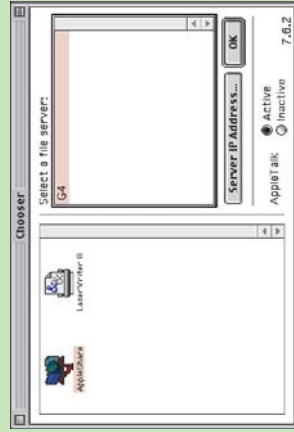 Chooser
AppleShare
LaserWriter 8
Select a file server:
G4
Server IP Address...
OK
AppleTalk
Active
Inactive
7.6.2